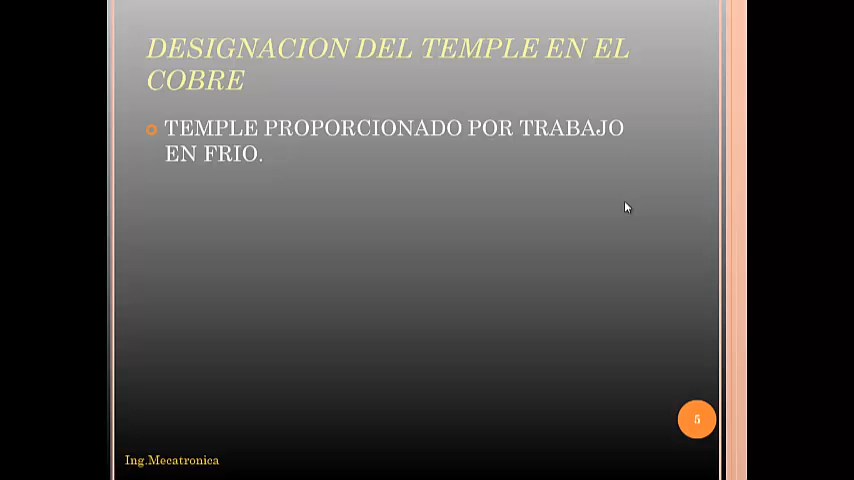 DESIGNACION DEL TEMPLE EN EL
COBRE
TEMPLE PROPORCIONADO POR TRABAJO
EN FRIO.
5
Ing.Mecatronica